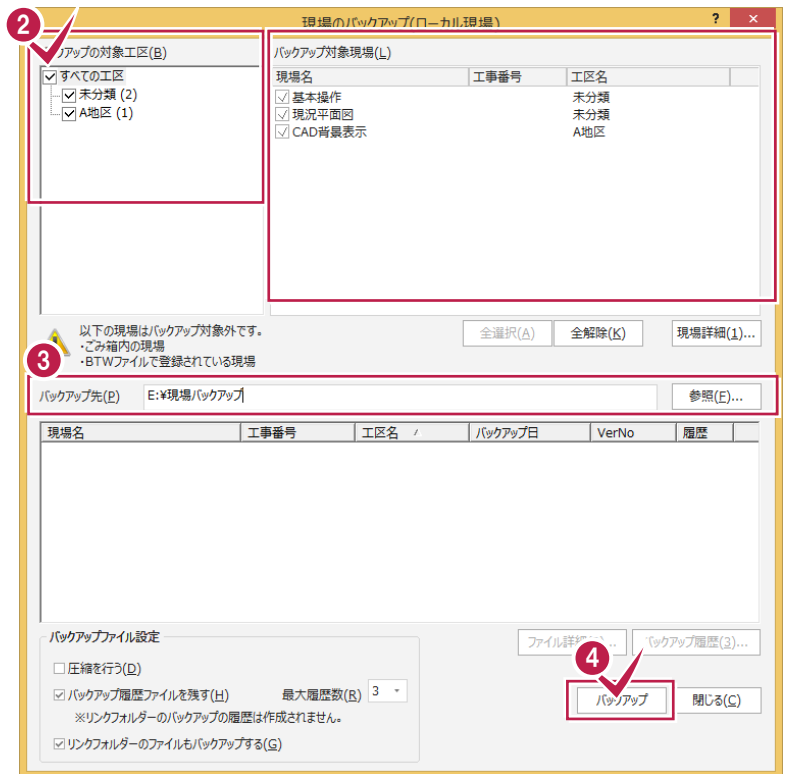 2
現場のバックアップ(ローカル現場)
?
アップの対象工区(B)
バックアップ対象現場(L)
すべての工区
未分類 (2)
A地区 (1)
現場名 工事番号 工区名
基本操作 未分類
現況平面図 未分類
CAD背景表示 A地区
以下の現場はバックアップ対象外です。
・ごみ箱内の現場
・BTWファイルで登録されている現場
全選択(A) 全解除(K) 現場詳細(1)...
3
バックアップ先(P) E:¥現場バックアップ 参照(F)...
現場名 工事番号 工区名 バックアップ日 VerNo 履歴
バックアップファイル設定
ファイル詳細 ... バックアップ履歴(3)...
圧縮を行う(D)
4
バックアップ履歴ファイルを残す(H) 最大履歴数(R) 3
バックアップ 閉じる(C)
※リンクフォルダーのバックアップの履歴は作成されません。
リンクフォルダーのファイルもバックアップする(G)